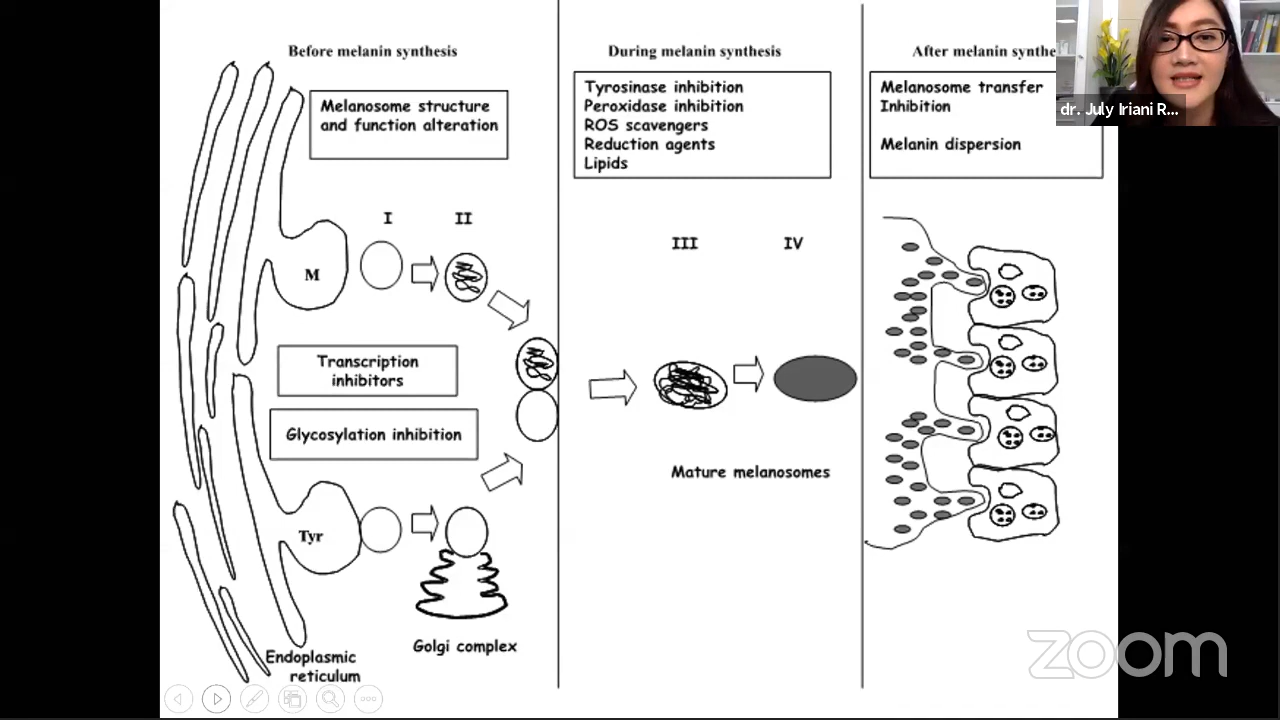 Before melanin synthesis
During melanin synthesis
After melanin synthe
Melanosome structure
and function alteration
Tyrosinase inhibition
Peroxidase inhibition
ROS scavengers
Reduction agents
Lipids
Melanosome transfer
Inhibition
Melanin dispersion
dr. July Iriani R...
I
II
III
IV
M
Transcription
inhibitors
Glycosylation inhibition
Mature melanosomes
Tyr
Golgi complex
Endoplasmic
reticulum
zoom